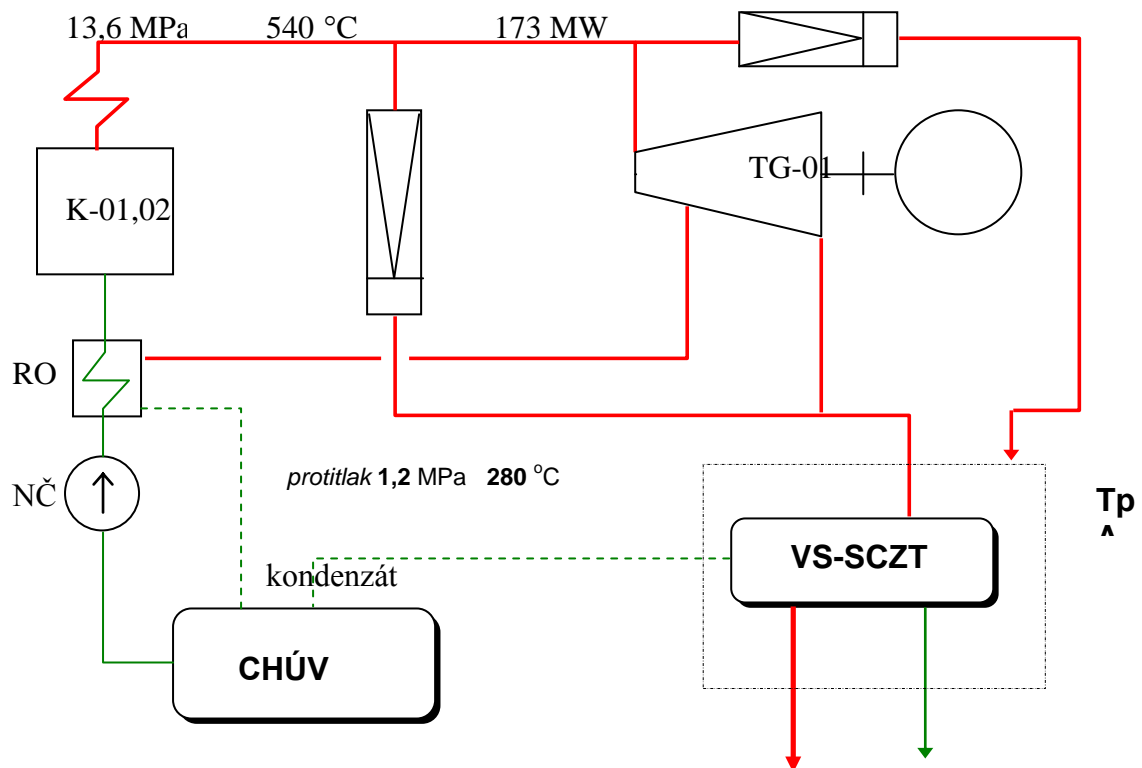 13,6 MPa 540 °C 173 MW
TG-01
K-01,02
RO
protitlak 1,2 MPa 280 °C
NČ
Tp
VS-SCZT
kondenzát
CHÚV